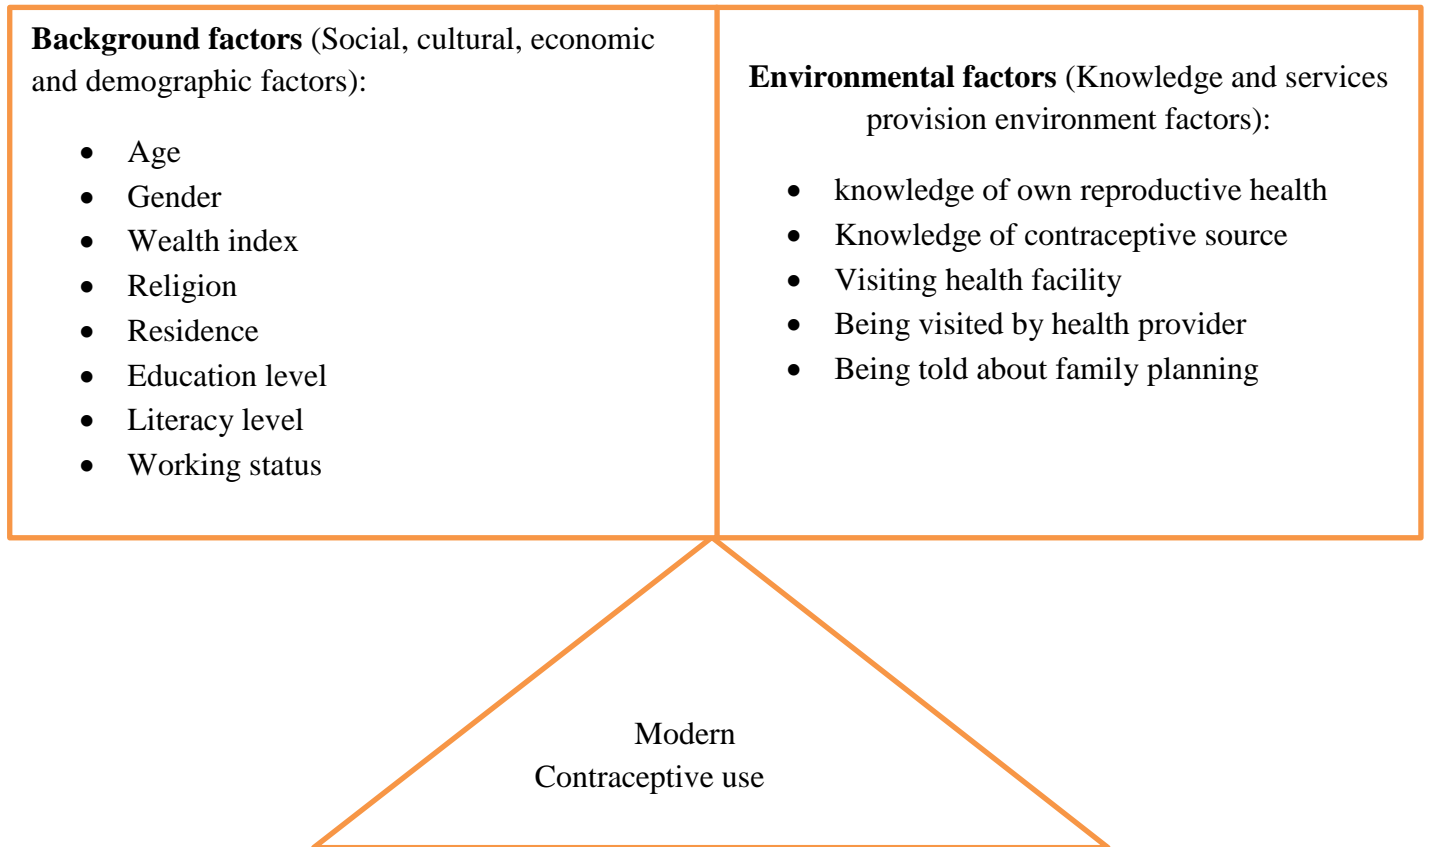 Background factors (Social, cultural, economic
and demographic factors):
• Age
• Gender
• Wealth index
• Religion
• Residence
• Education level
• Literacy level
• Working status
Environmental factors (Knowledge and services
provision environment factors):
• knowledge of own reproductive health
• Knowledge of contraceptive source
• Visiting health facility
• Being visited by health provider
• Being told about family planning
Modern
Contraceptive use